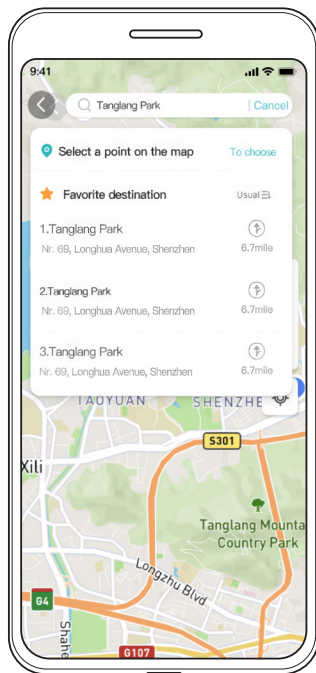 9:41
Tanglang Park | Cancel
Select a point on the map To choose
Favorite destination Usual
1.Tanglang Park
Nr. 69, Longhua Avenue, Shenzhen 6.7mile
2.Tanglang Park
Nr. 69, Longhua Avenue, Shenzhen 6.7mile
3.Tanglang Park
Nr. 69, Longhua Avenue, Shenzhen 6.7mile
TAOYUAN SHENZHE
S301
Xili
Tanglang Mounta
Country Park
Longzhu Blvd
G4
Shahe
G107